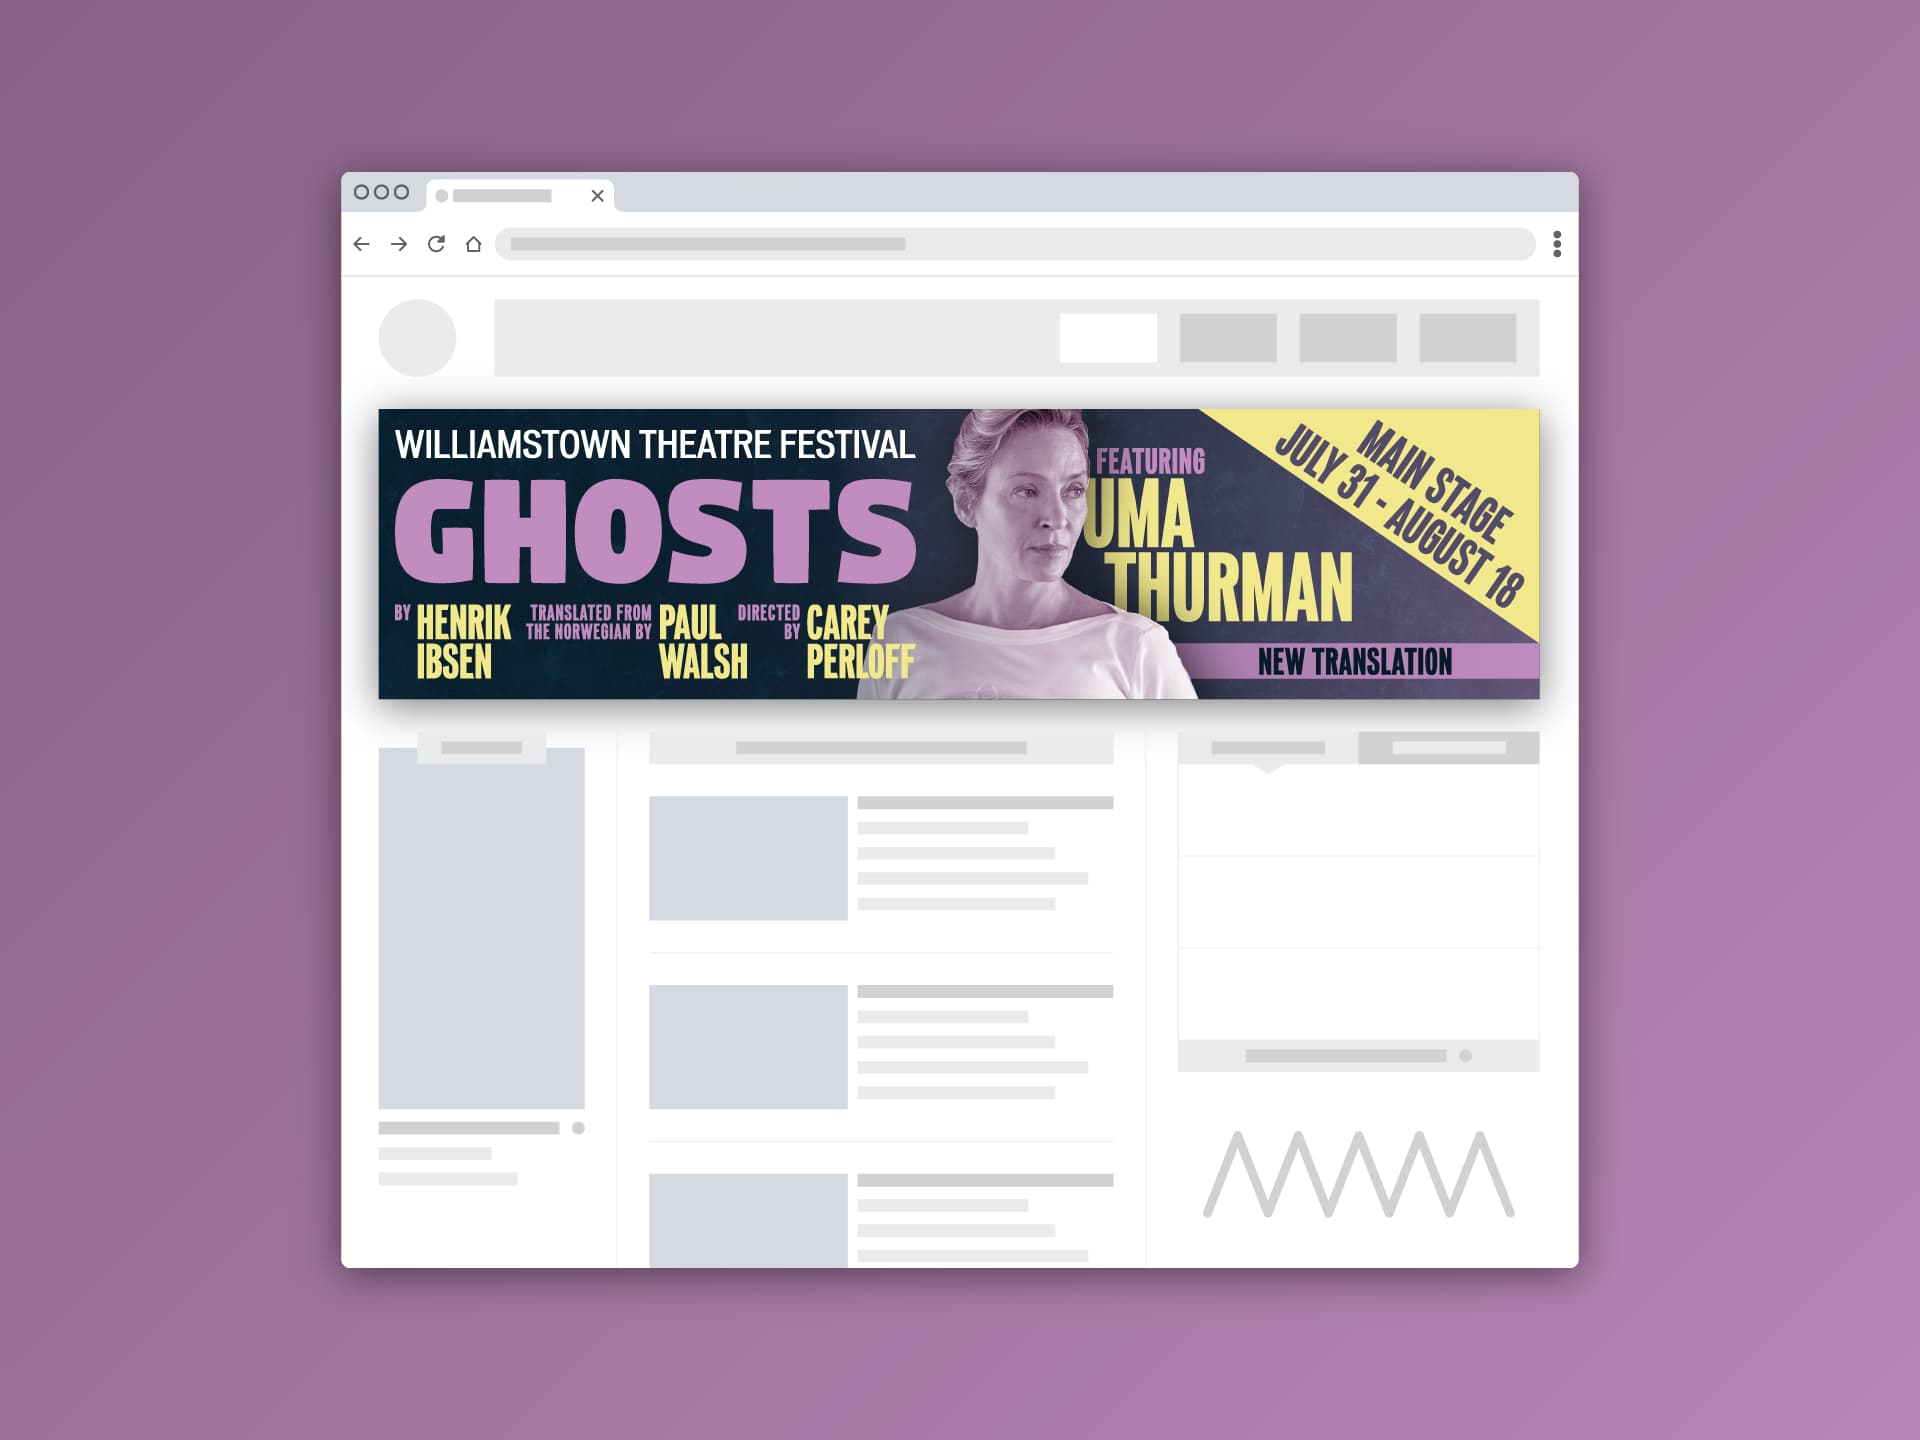 WILLIAMSTOWN THEATRE FESTIVAL
GHOSTS
BY HENRIK IBSEN
TRANSLATED FROM
THE NORWEGIAN BY
PAUL WALSH
DIRECTED BY
CAREY PERLOFF
FEATURING
UMA
THURMAN
MAIN STAGE
JULY 31 - AUGUST 18
NEW TRANSLATION